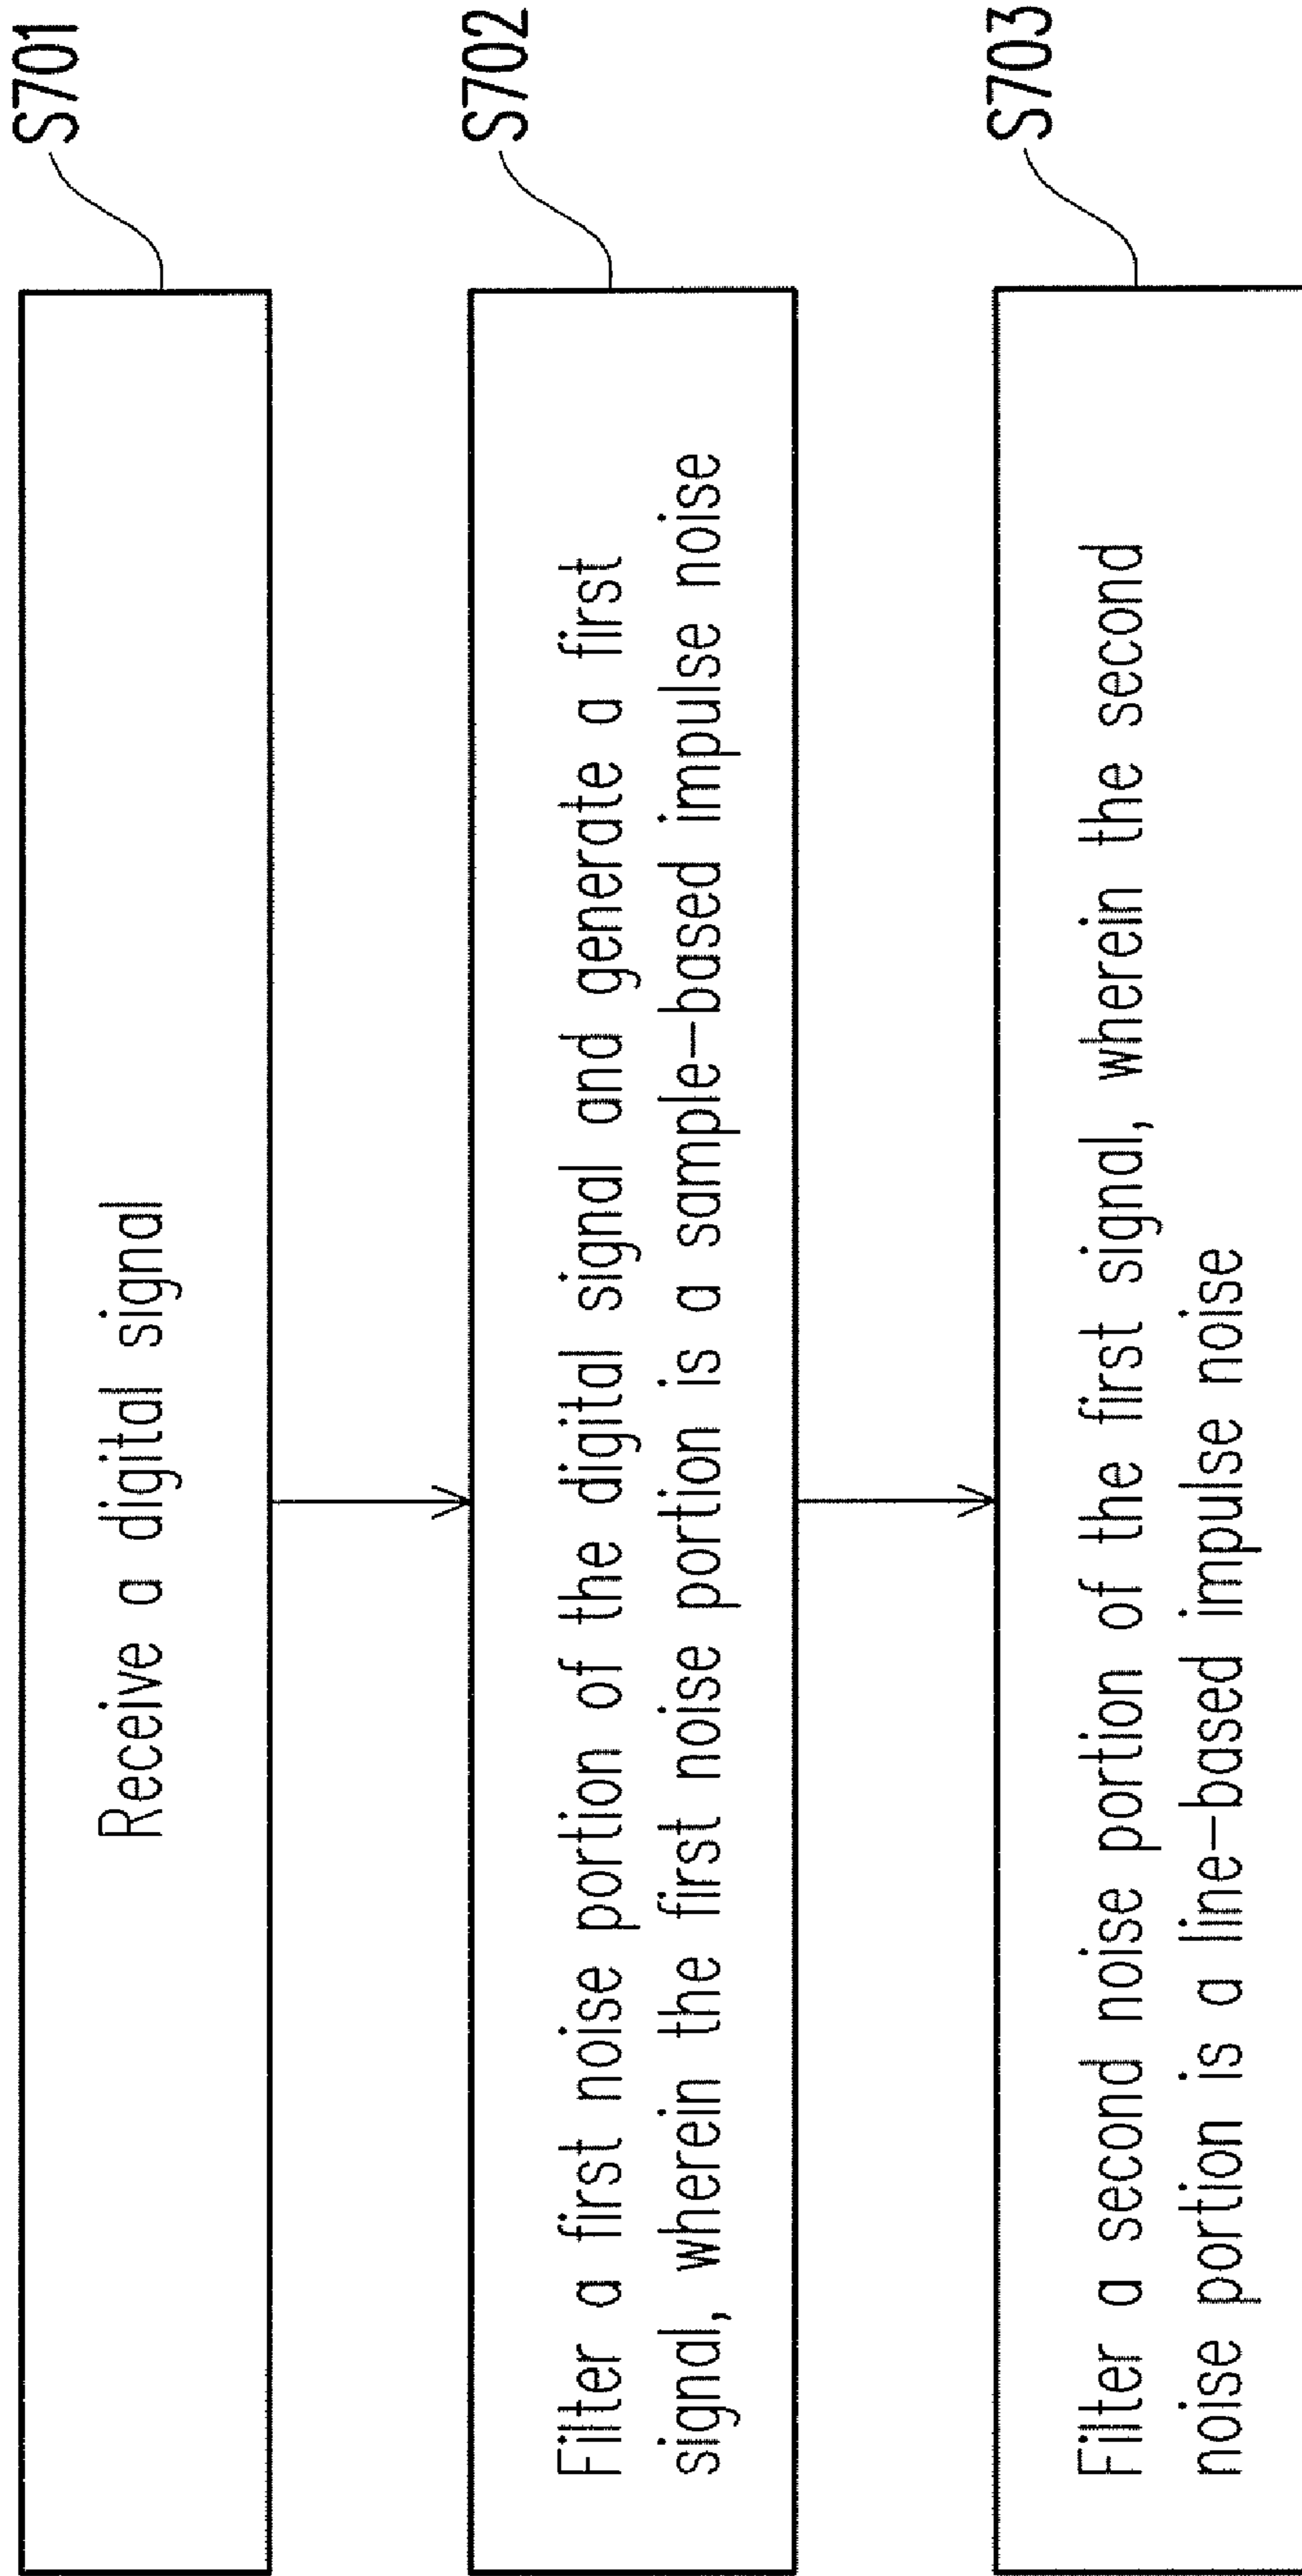 S701
Receive a digital signal
S702
Filter a first noise portion of the digital signal and generate a first
signal, wherein the first noise portion is a sample-based impulse noise
S703
Filter a second noise portion of the first signal, wherein the second
noise portion is a line-based impulse noise